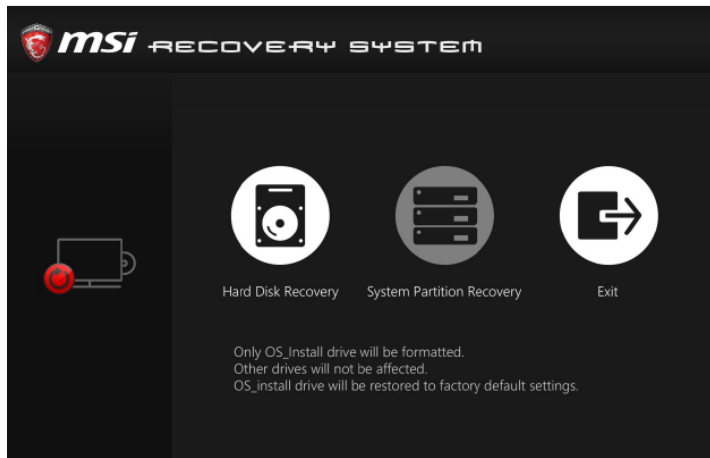 msi RECOVERY SYSTEM
Hard Disk Recovery
System Partition Recovery
Exit
Only OS_Install drive will be formatted.
Other drives will not be affected.
OS_install drive will be restored to factory default settings.